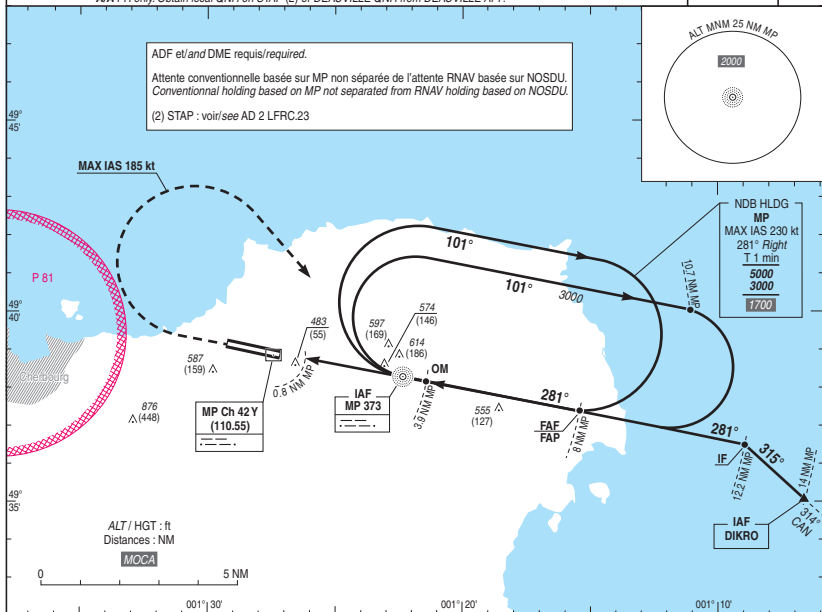 ADF et/and DME requis/required.
Attente conventionnelle basée sur MP non séparée de l'attente RNAV basée sur NOSDU.
Conventionnal holding based on MP not separated from RNAV holding based on NOSDU.
(2) STAP : voir/see AD 2 LFRC.23
ALT MNM 25 NM MP
2000
49°
45'
MAX IAS 185 kt
NDB HLDG
MP
MAX IAS 230 kt
281° Right
T 1 min
5000
3000
1700
P 81
101°
101°
3000
10.7 NM MP
49°
40'
Cherbourg
587
(159)
483
(55)
597
(169)
574
(146)
614
(186)
0.8 NM MP
OM
IAF
MP 373
3.9 NM MP
MP Ch 42 Y
(110.55)
876
(448)
555
(127)
281°
FAF
FAP
8 NM MP
281°
IF
12.2 NM MP
315°
14 NM MP
314°
CAN
IAF
DIKRO
49°
35'
ALT / HGT : ft
Distances : NM
MOCA
0
5 NM
001° 30'
001° 20'
001° 10'